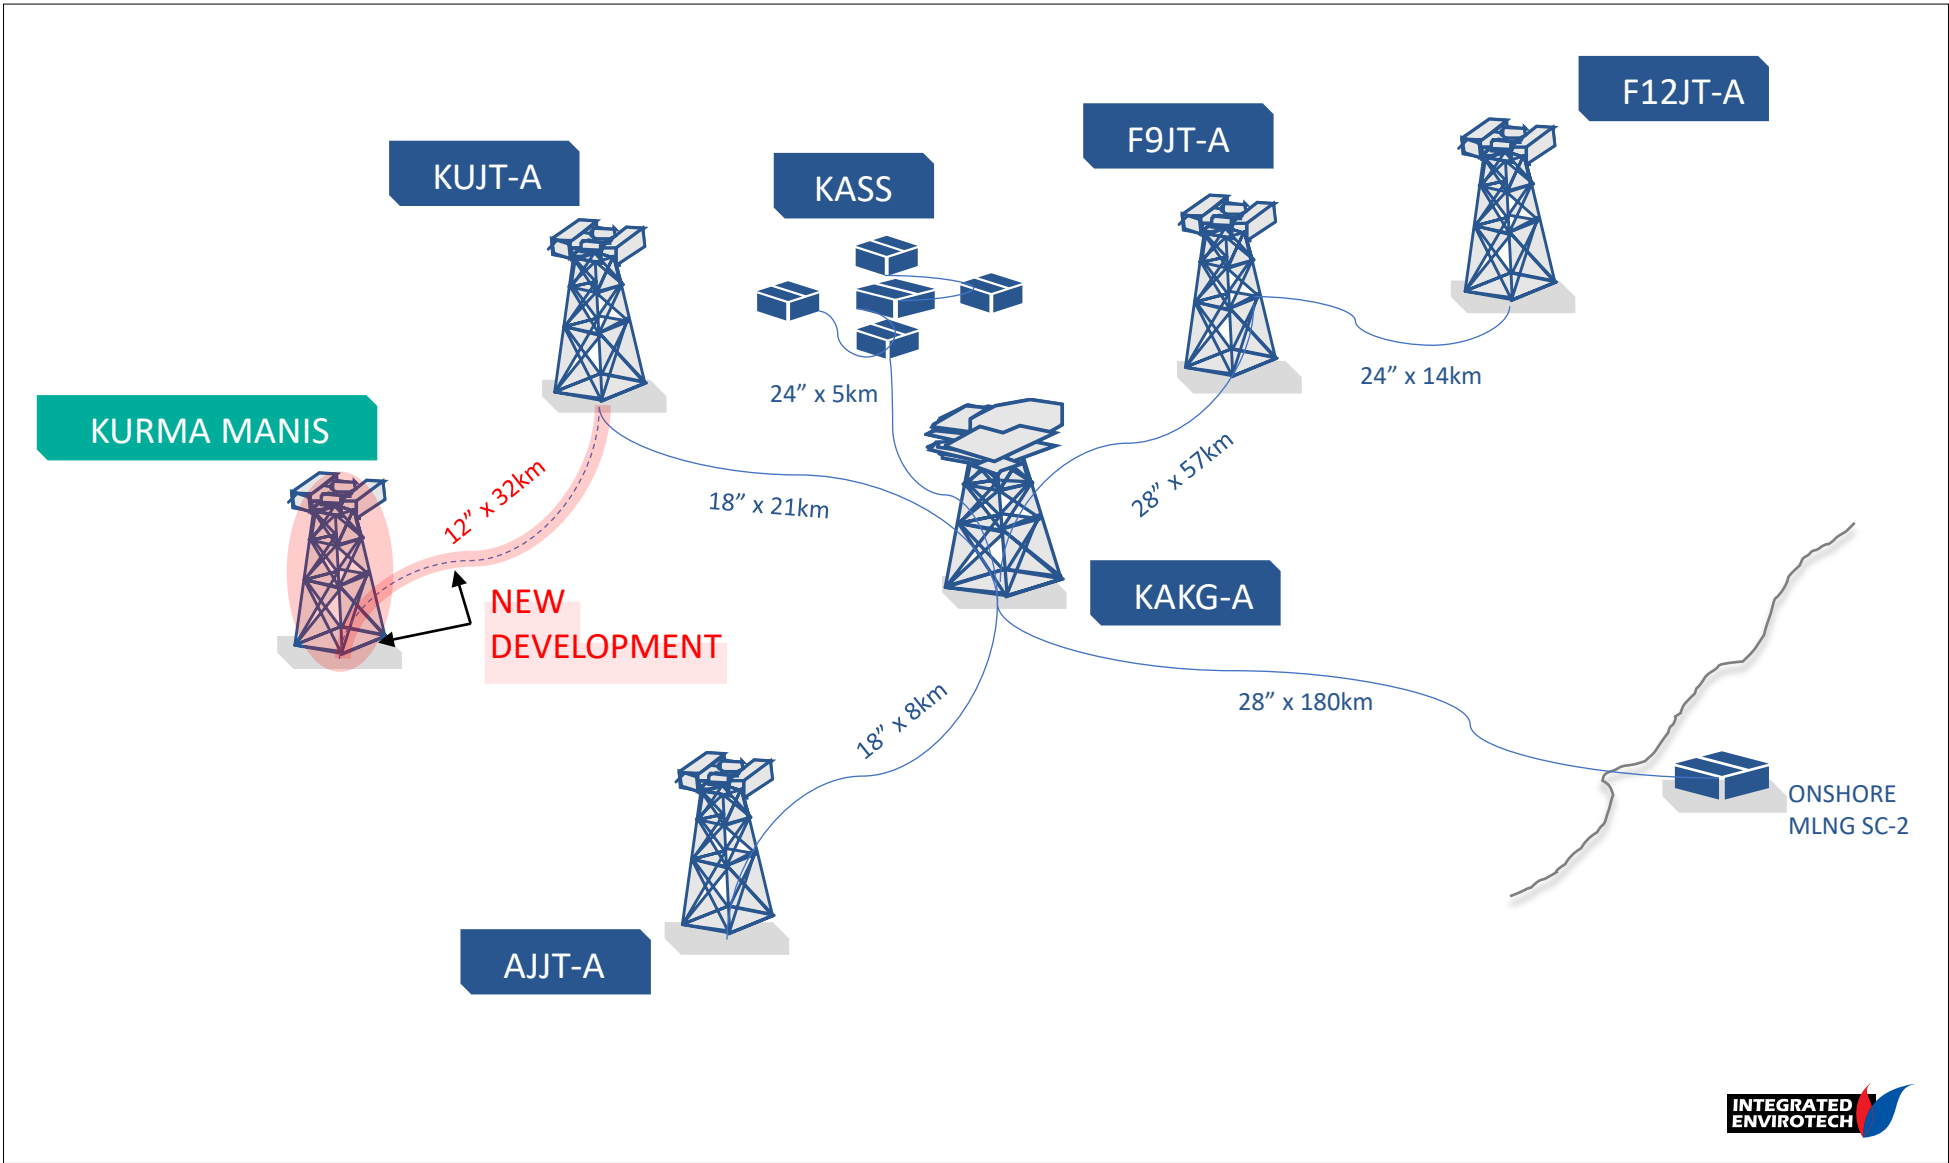 F12JT-A
F9JT-A
KUJT-A
KASS
24” x 14km
24” x 5km
KURMA MANIS
12” x 32km
18” x 21km
28” x 57km
KAKG-A
NEW
DEVELOPMENT
18” x 8km
28” x 180km
ONSHORE
MLNG SC-2
AJJT-A
INTEGRATED
ENVIROTECH